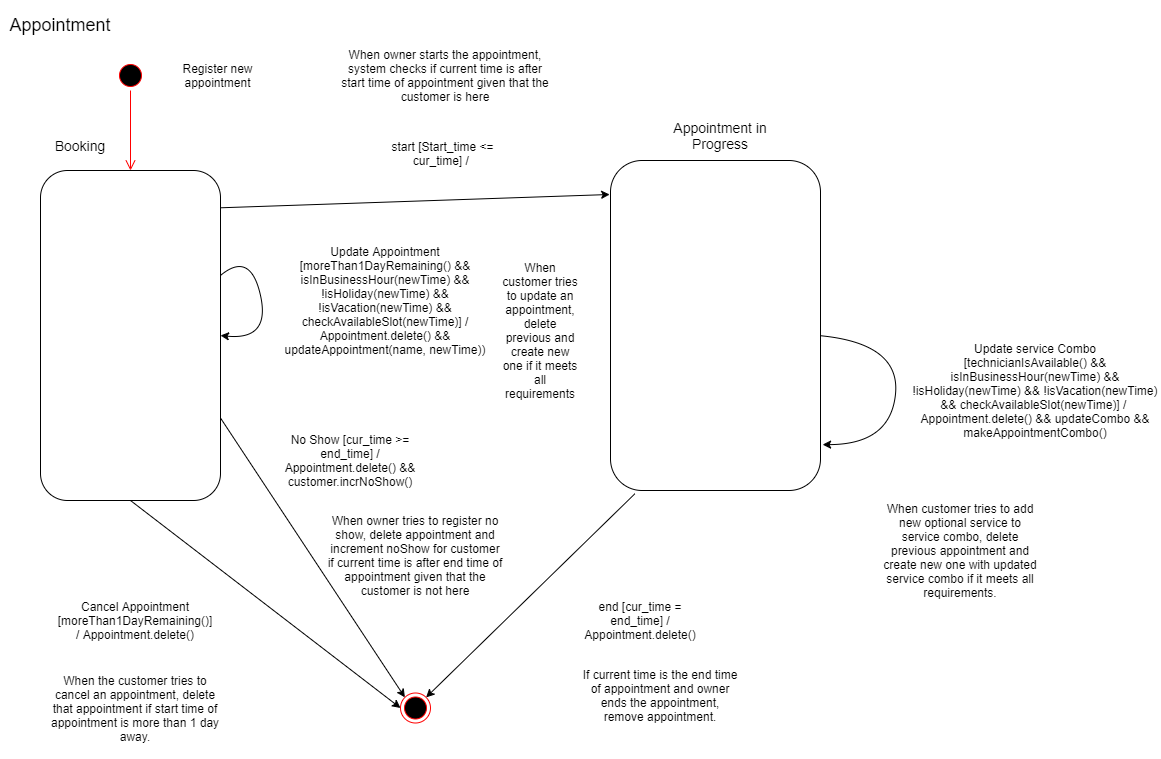 Appointment
Register new
appointment
When owner starts the appointment,
system checks if current time is after
start time of appointment given that the
customer is here
Booking
start [Start_time <=
cur_time] /
Appointment in
Progress
Update Appointment
[moreThan1DayRemaining() &&
isInBusinessHour(newTime) &&
!isHoliday(newTime) &&
!isVacation(newTime) &&
checkAvailableSlot(newTime)] /
Appointment.delete() &&
updateAppointment(name, newTime))
When
customer tries
to update an
appointment,
delete
previous and
create new
one if it meets
all
requirements
Update service Combo
[technicianIsAvailable() &&
isInBusinessHour(newTime) &&
!isHoliday(newTime) && !isVacation(newTime)
&& checkAvailableSlot(newTime)] /
Appointment.delete() && updateCombo &&
makeAppointmentCombo()
No Show [cur_time >=
end_time] /
Appointment.delete() &&
customer.incrNoShow()
When owner tries to register no
show, delete appointment and
increment noShow for customer
if current time is after end time of
appointment given that the
customer is not here
When customer tries to add
new optional service to
service combo, delete
previous appointment and
create new one with updated
service combo if it meets all
requirements.
Cancel Appointment
[moreThan1DayRemaining()]
/ Appointment.delete()
end [cur_time =
end_time] /
Appointment.delete()
When the customer tries to
cancel an appointment, delete
that appointment if start time of
appointment is more than 1 day
away.
If current time is the end time
of appointment and owner
ends the appointment,
remove appointment.